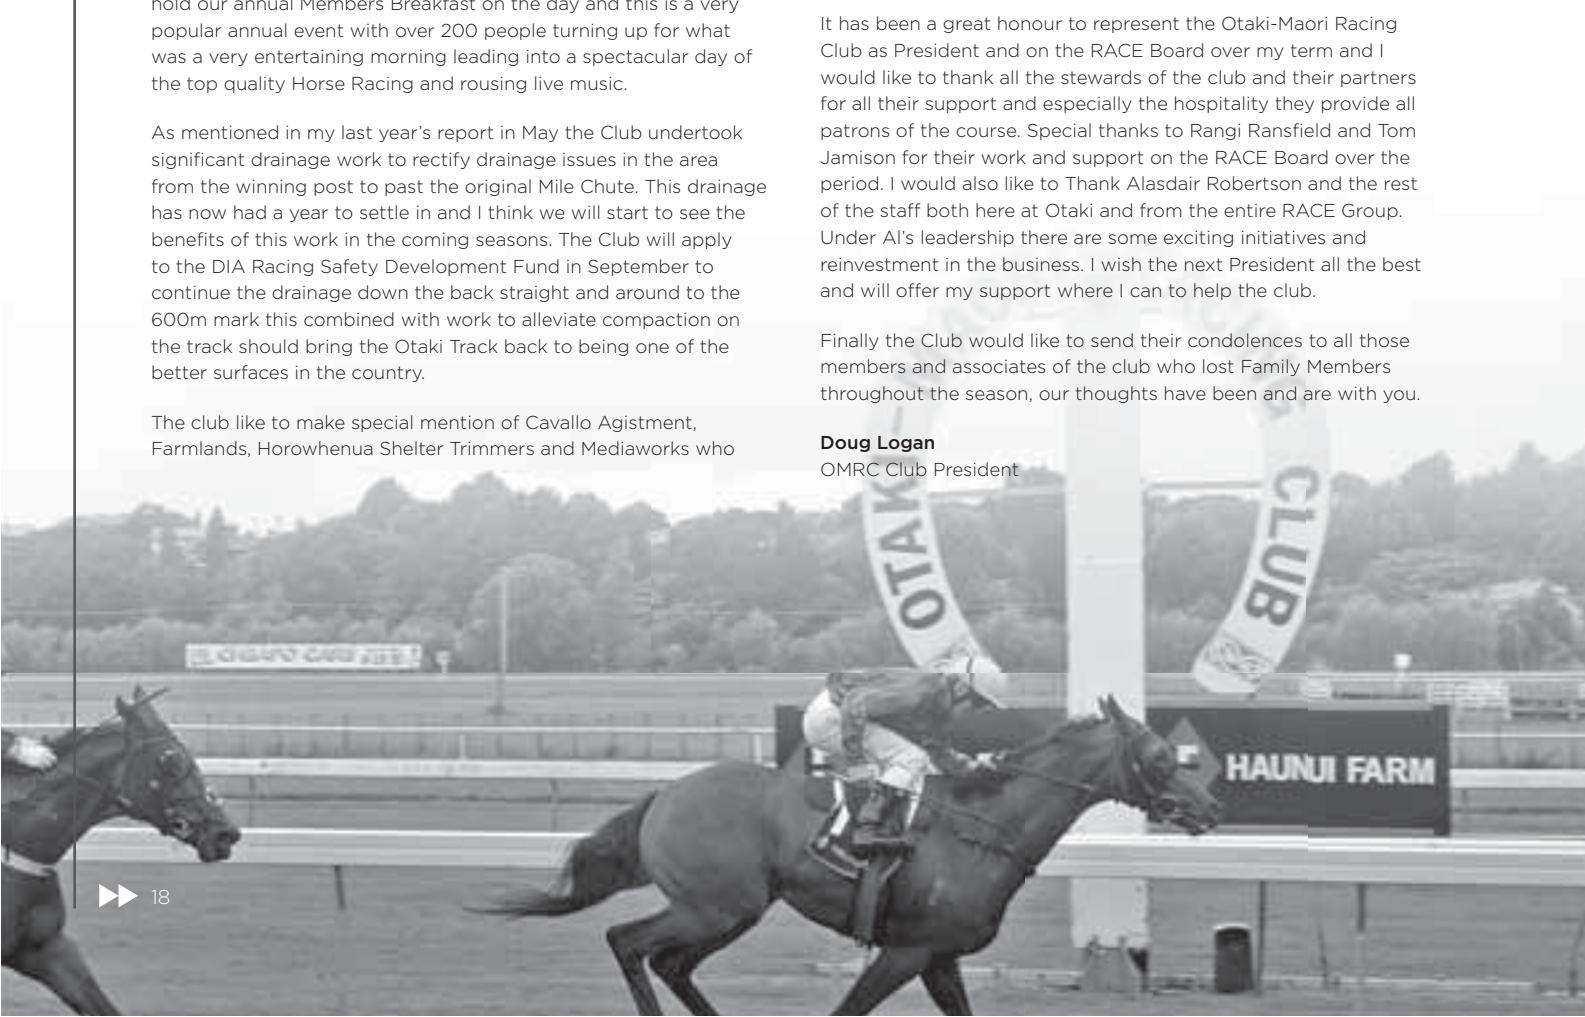 hold our annual Members Breakfast on the day and this is a very
popular annual event with over 200 people turning up for what
was a very entertaining morning leading into a spectacular day of
the top quality Horse Racing and rousing live music.
As mentioned in my last year's report in May the Club undertook
significant drainage work to rectify drainage issues in the area
from the winning post to past the original Mile Chute. This drainage
has now had a year to settle in and I think we will start to see the
benefits of this work in the coming seasons. The Club will apply
to the DIA Racing Safety Development Fund in September to
continue the drainage down the back straight and around to the
600m mark this combined with work to alleviate compaction on
the track should bring the Otaki Track back to being one of the
better surfaces in the country.
The club like to make special mention of Cavallo Agistment,
Farmlands, Horowhenua Shelter Trimmers and Mediaworks who
It has been a great honour to represent the Otaki-Maori Racing
Club as President and on the RACE Board over my term and I
would like to thank all the stewards of the club and their partners
for all their support and especially the hospitality they provide all
patrons of the course. Special thanks to Rangi Ransfield and Tom
Jamison for their work and support on the RACE Board over the
period. I would also like to Thank Alasdair Robertson and the rest
of the staff both here at Otaki and from the entire RACE Group.
Under Al's leadership there are some exciting initiatives and
reinvestment in the business. I wish the next President all the best
and will offer my support where I can to help the club.
Finally the Club would like to send their condolences to all those
members and associates of the club who lost Family Members
throughout the season, our thoughts have been and are with you.
Doug Logan
OMRC Club President
OTAKI-MAORI RACING CLUB
HAUNUI FARM
18